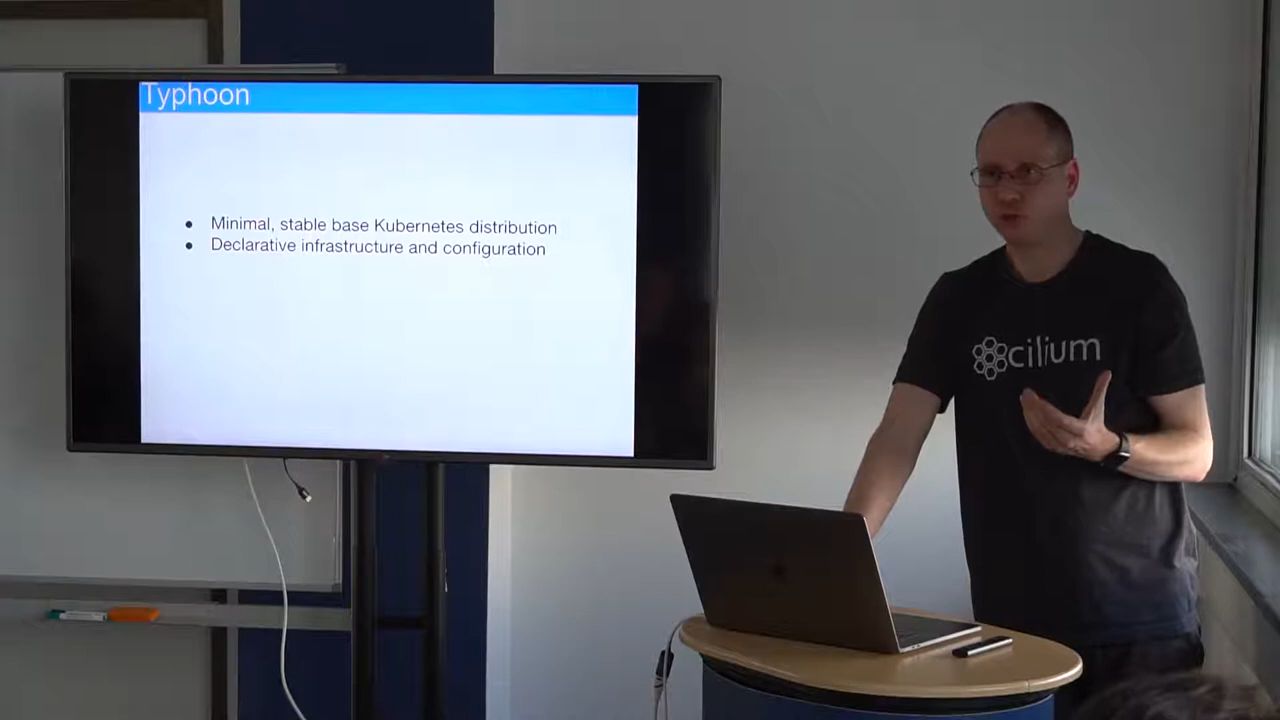 Typhoon
● Minimal, stable base Kubernetes distribution
● Declarative infrastructure and configuration
cilium